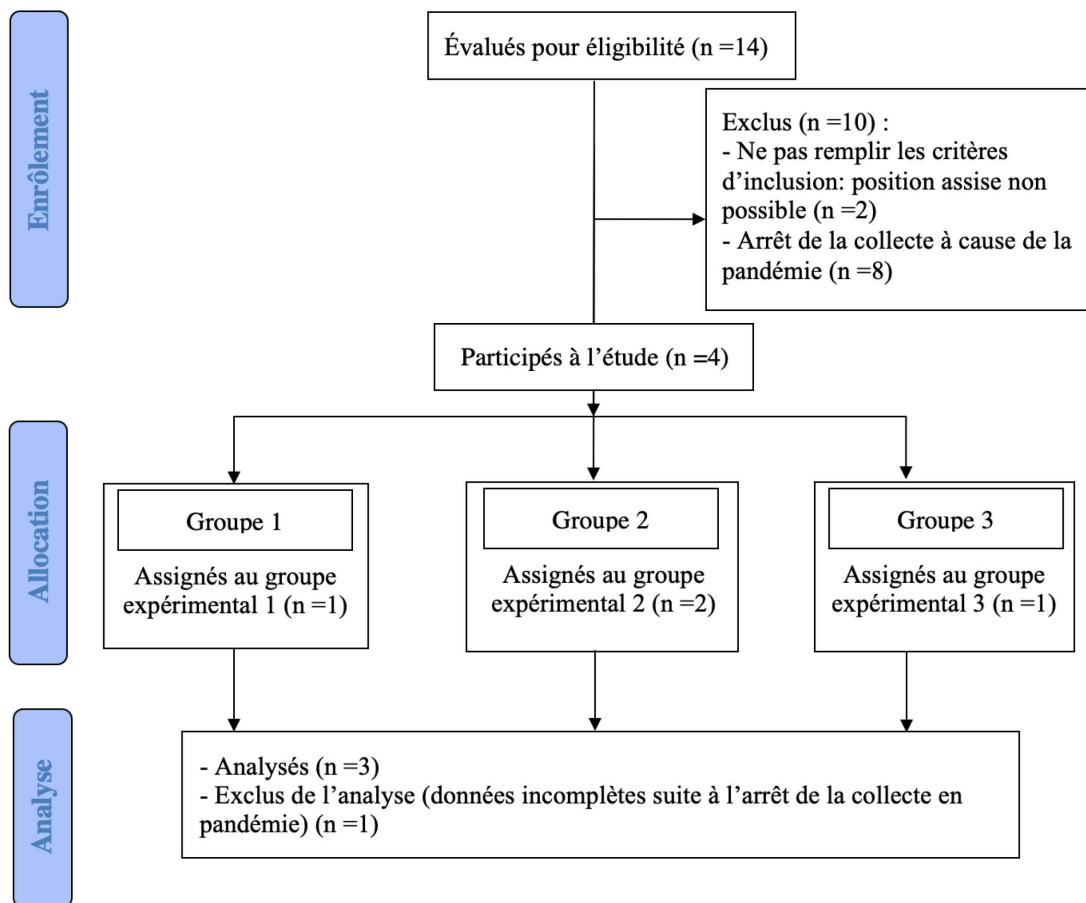 Enrôlement
Évalués pour éligibilité (n =14)
Exclus (n =10) :
- Ne pas remplir les critères
d’inclusion: position assise non
possible (n =2)
- Arrêt de la collecte à cause de la
pandémie (n =8)
Participés à l’étude (n =4)
Allocation
Groupe 1
Assignés au groupe
expérimental 1 (n =1)
Groupe 2
Assignés au groupe
expérimental 2 (n =2)
Groupe 3
Assignés au groupe
expérimental 3 (n =1)
Analyse
- Analysés (n =3)
- Exclus de l’analyse (données incomplètes suite à l’arrêt de la collecte en
pandémie) (n =1)